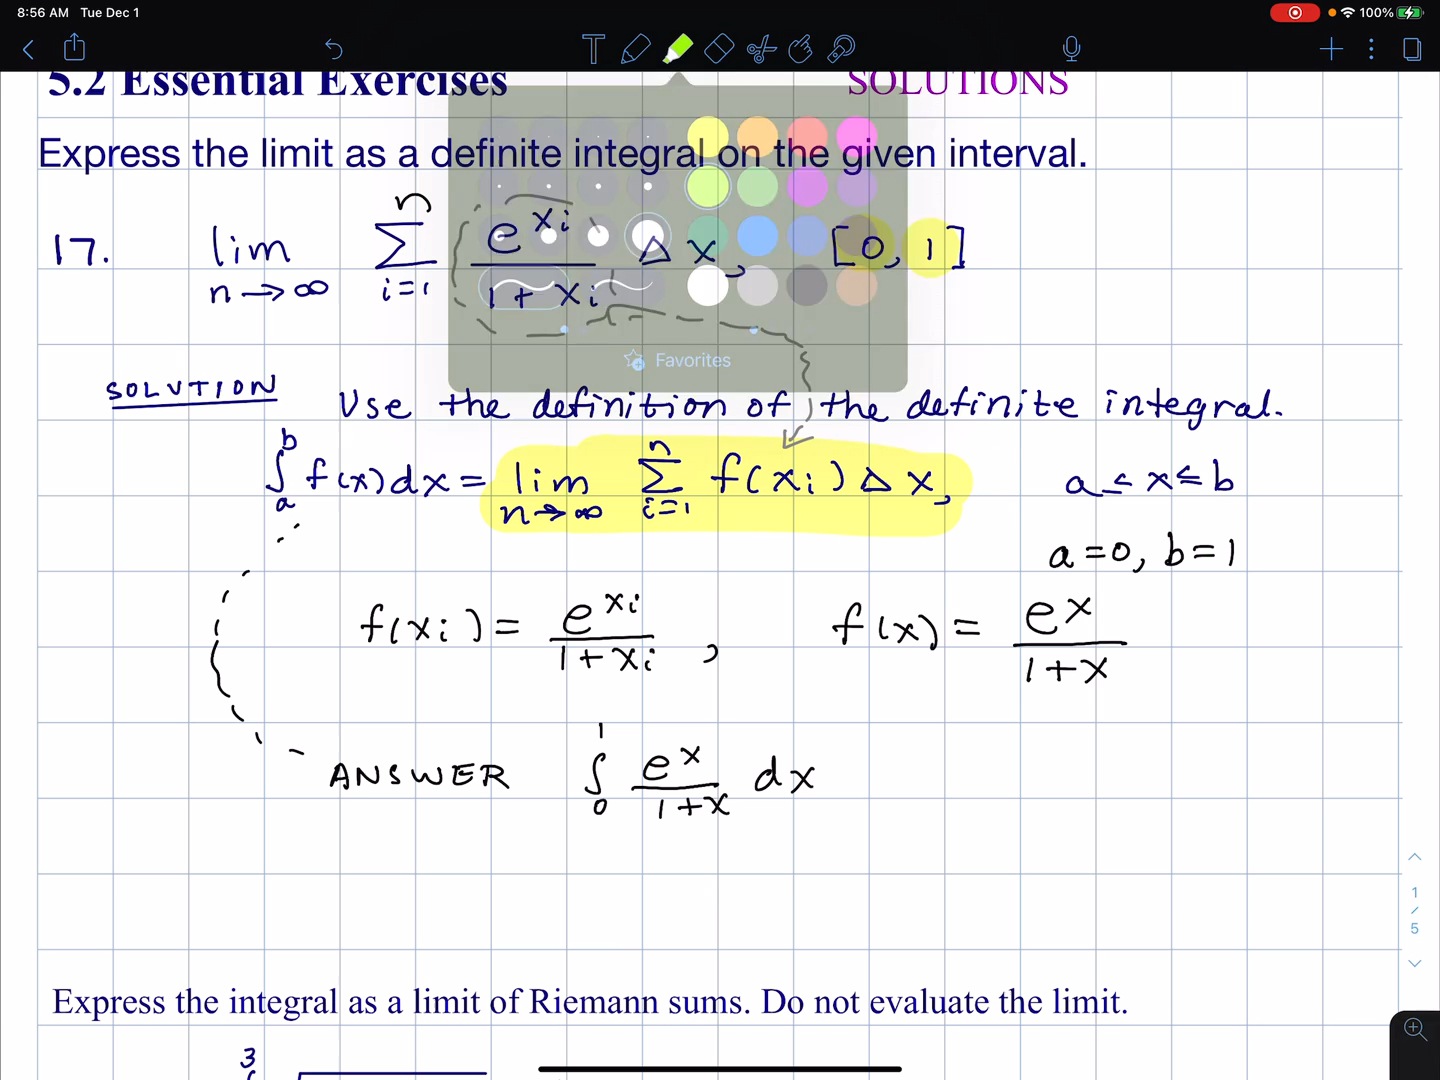 8:56 AM Tue Dec 1
100%
5.2 Essential Exercises SOLUTIONS
Express the limit as a definite integral on the given interval.
17. lim n→∞ n Σ i=1 e^xi / 1+xi Δx, [0, 1]
Favorites
SOLUTION Use the definition of the definite integral.
∫ b a f(x)dx = lim n→∞ n Σ i=1 f(xi)Δx, a ≤ x ≤ b
a=0, b=1
f(xi) = e^xi / 1+xi , f(x) = e^x / 1+x
ANSWER ∫ 1 0 e^x / 1+x dx
1
/
5
Express the integral as a limit of Riemann sums. Do not evaluate the limit.
3